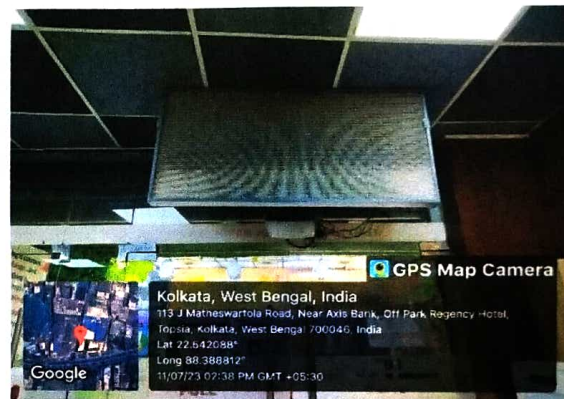 GPS Map Camera
Kolkata, West Bengal, India
113 J Matheswartola Road, Near Axis Bank, Off Park Regency Hotel,
Topsia, Kolkata, West Bengal 700046, India
Lat 22.542088°
Long 88.388812°
11/07/23 02:38 PM GMT +05:30
Google